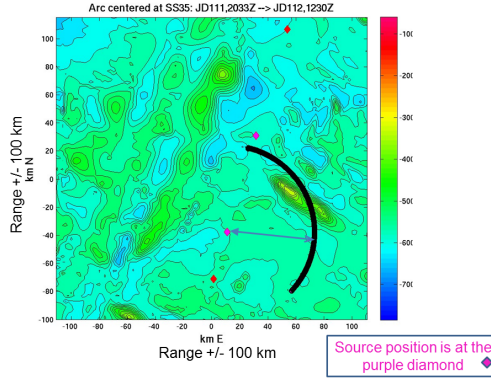 Arc centered at SS35: JD111,2033Z --> JD112,1230Z
100
80
60
40
20
0
-20
-40
-60
-80
-100
Range +/- 100 km
km N
-100 -80 -60 -40 -20 0 20 40 60 80 100
km E
Range +/- 100 km
-100
-200
-300
-400
-500
-600
-700
Source position is at the
purple diamond